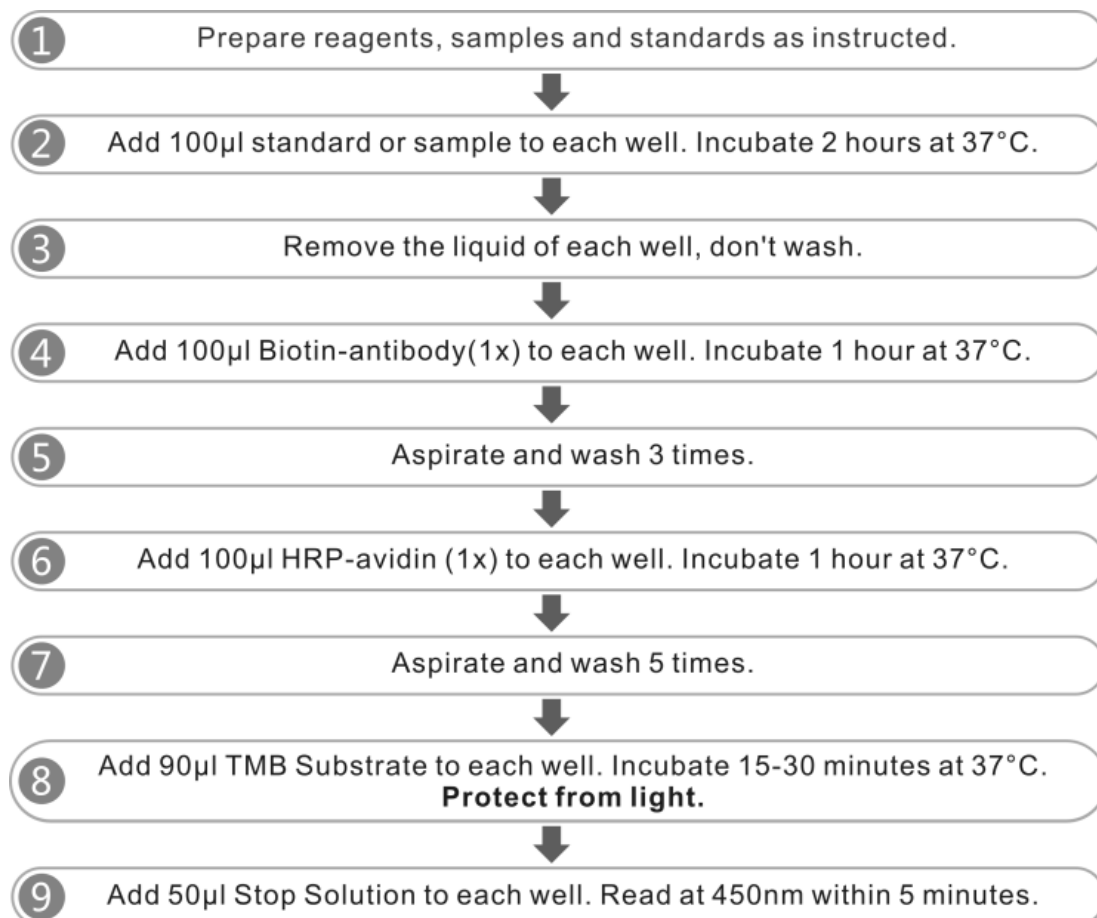 1 Prepare reagents, samples and standards as instructed.
2 Add 100µl standard or sample to each well. Incubate 2 hours at 37°C.
3 Remove the liquid of each well, don't wash.
4 Add 100µl Biotin-antibody(1x) to each well. Incubate 1 hour at 37°C.
5 Aspirate and wash 3 times.
6 Add 100µl HRP-avidin (1x) to each well. Incubate 1 hour at 37°C.
7 Aspirate and wash 5 times.
8 Add 90µl TMB Substrate to each well. Incubate 15-30 minutes at 37°C.
Protect from light.
9 Add 50µl Stop Solution to each well. Read at 450nm within 5 minutes.